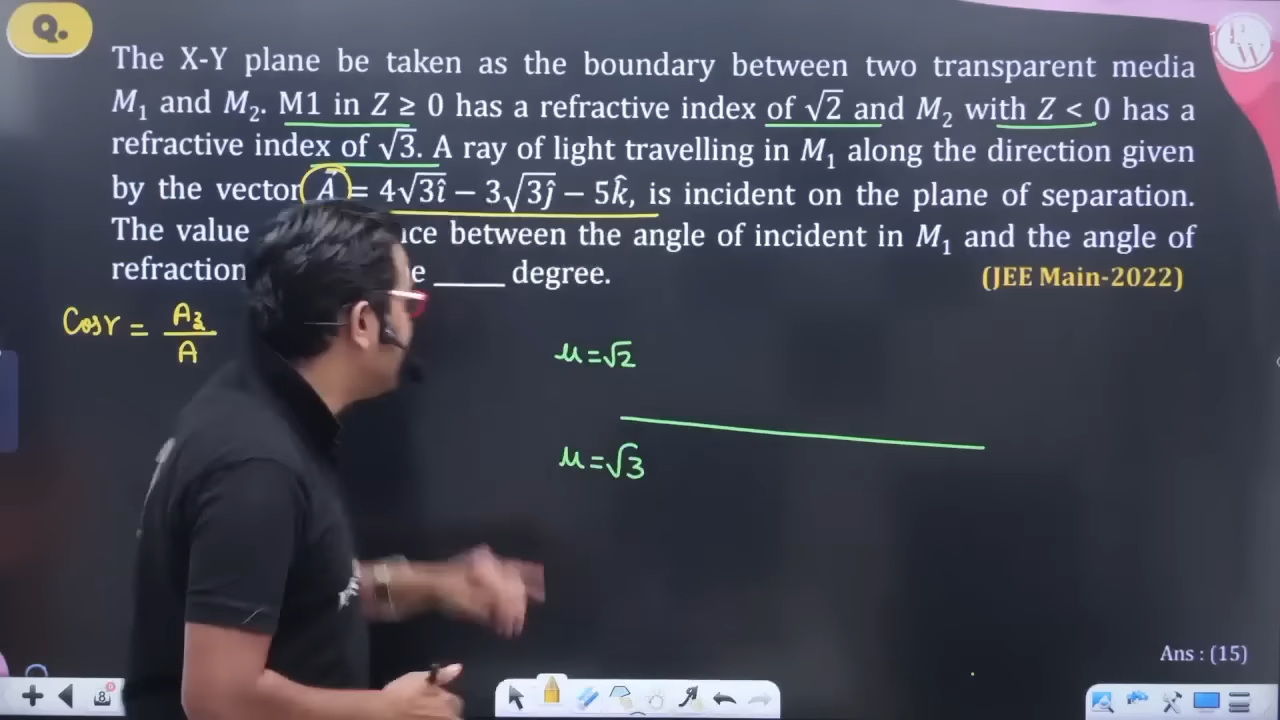 Q.
The X-Y plane be taken as the boundary between two transparent media
M₁ and M₂. M1 in Z ≥ 0 has a refractive index of √2 and M₂ with Z < 0 has a
refractive index of √3. A ray of light travelling in M₁ along the direction given
by the vector A⃗ = 4√3î − 3√3ĵ − 5k̂, is incident on the plane of separation.
The value between the angle of incident in M₁ and the angle of
refraction ____ degree.
(JEE Main-2022)
Cos r = A₃/A
μ=√2
μ=√3
Ans : (15)
PW